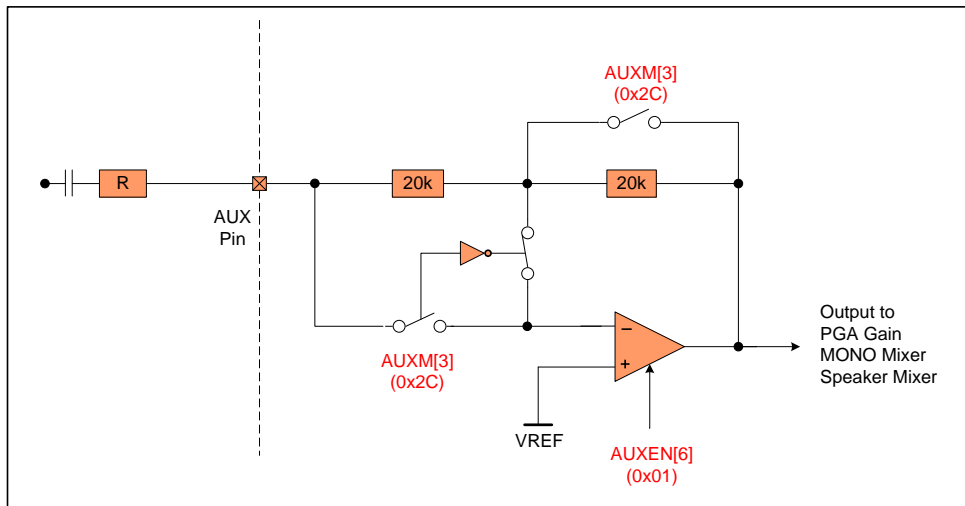 AUXM[3]
(0x2C)
R
20k
20k
AUX
Pin
AUXM[3]
(0x2C)
−
+
VREF
AUXEN[6]
(0x01)
Output to
PGA Gain
MONO Mixer
Speaker Mixer